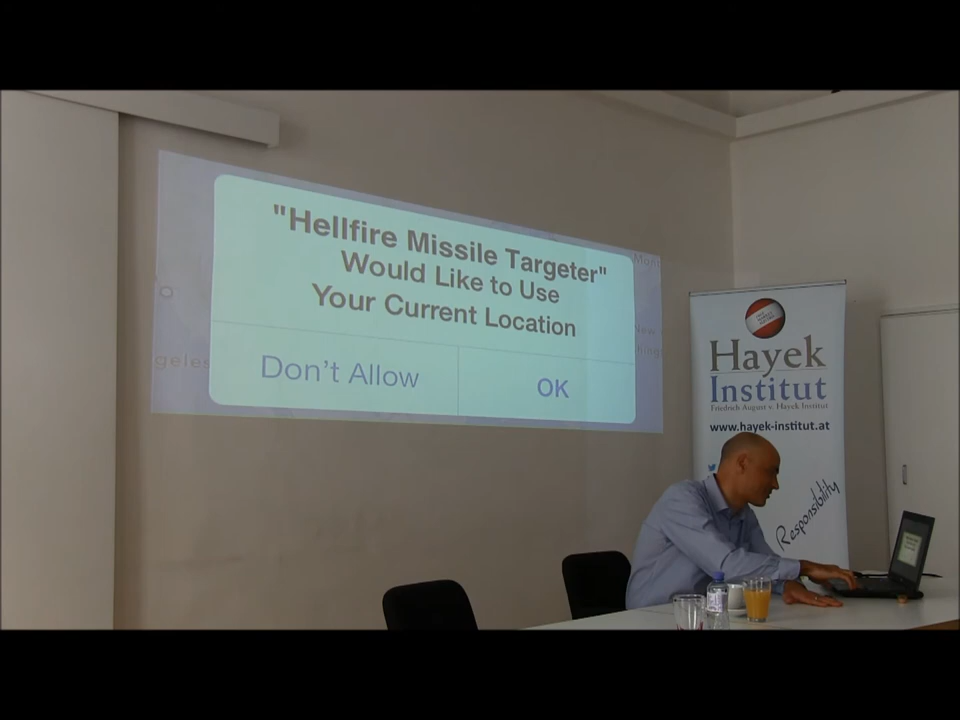 "Hellfire Missile Targeter"
Would Like to Use
Your Current Location
Don't Allow
OK
geles
Hayek
Institut
Friedrich August v. Hayek Institut
www.hayek-institut.at
Responsibility